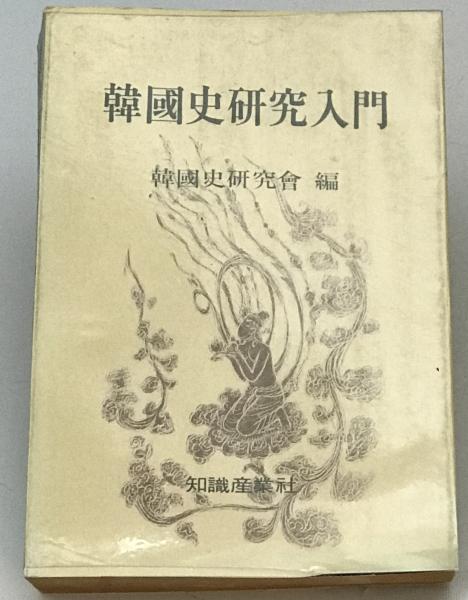 韓國史研究入門
韓國史研究會 編
知識産業社